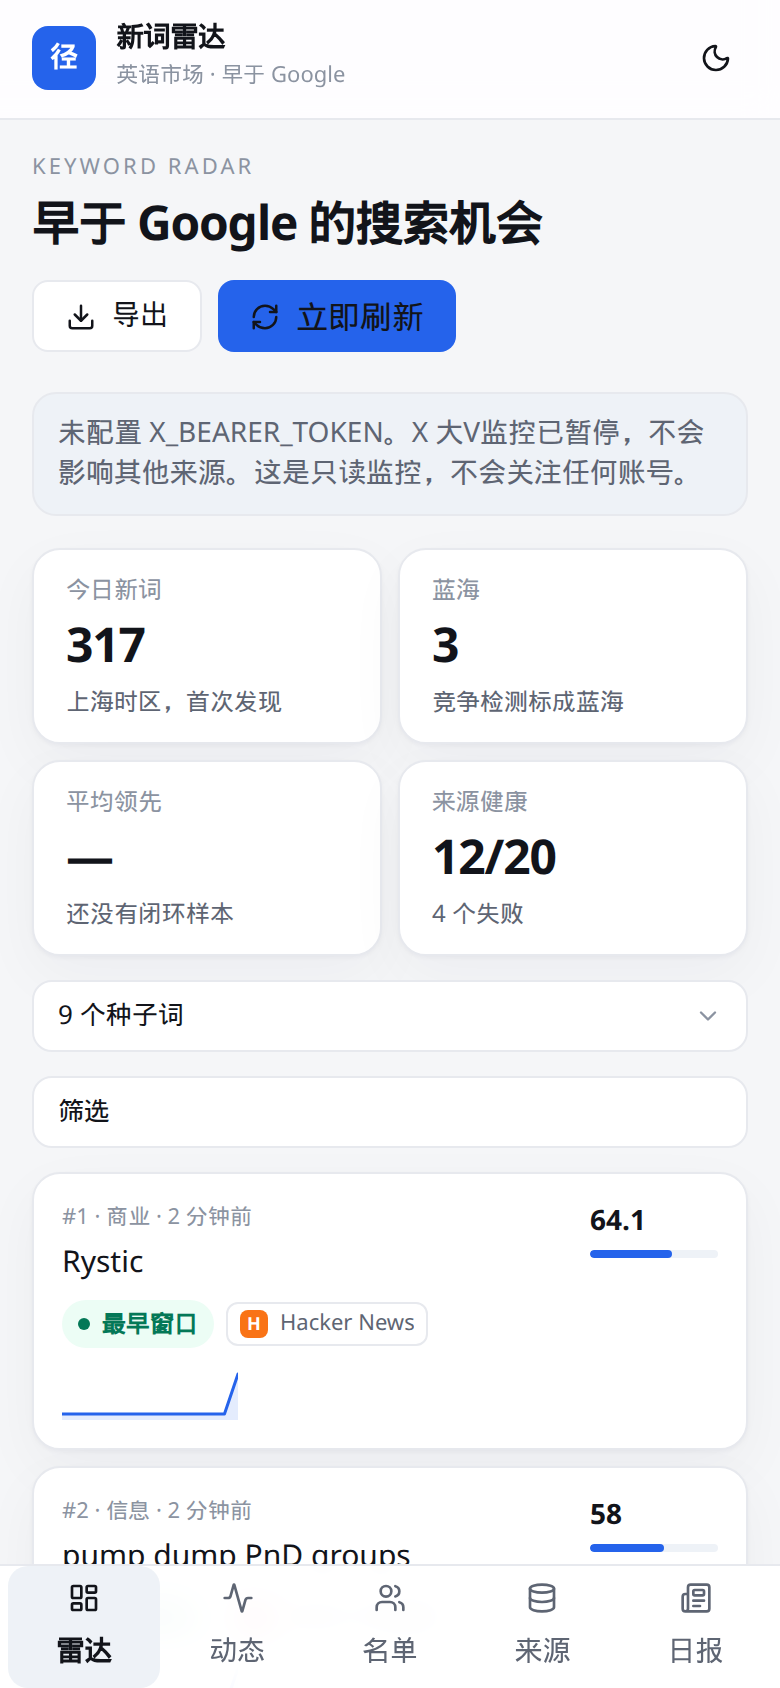 径
新词雷达
英语市场 · 早于 Google
KEYWORD RADAR
早于 Google 的搜索机会
导出
立即刷新
未配置 X_BEARER_TOKEN。X 大V监控已暂停，不会
影响其他来源。这是只读监控，不会关注任何账号。
今日新词
317
上海时区，首次发现
蓝海
3
竞争检测标成蓝海
平均领先
—
还没有闭环样本
来源健康
12/20
4 个失败
9 个种子词
筛选
#1 · 商业 · 2 分钟前
64.1
Rystic
最早窗口
H Hacker News
#2 · 信息 · 2 分钟前
58
pump dump PnD groups
雷达
动态
名单
来源
日报